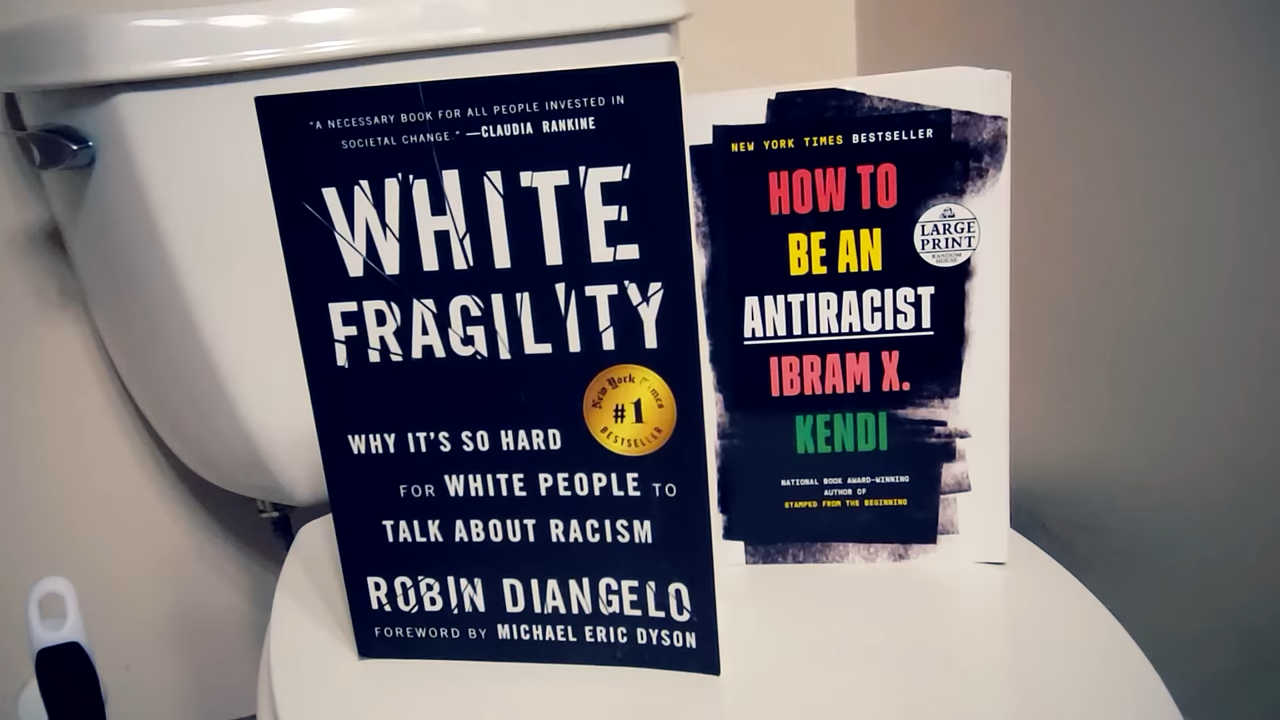 "A NECESSARY BOOK FOR ALL PEOPLE INVESTED IN
SOCIETAL CHANGE." —CLAUDIA RANKINE
WHITE
FRAGILITY
New York Times
#1
BESTSELLER
WHY IT'S SO HARD
FOR WHITE PEOPLE TO
TALK ABOUT RACISM
ROBIN DIANGELO
FOREWORD BY MICHAEL ERIC DYSON
NEW YORK TIMES BESTSELLER
HOW TO
BE AN
ANTIRACIST
IBRAM X.
KENDI
LARGE
PRINT
RANDOM
HOUSE
NATIONAL BOOK AWARD-WINNING
AUTHOR OF
STAMPED FROM THE BEGINNING